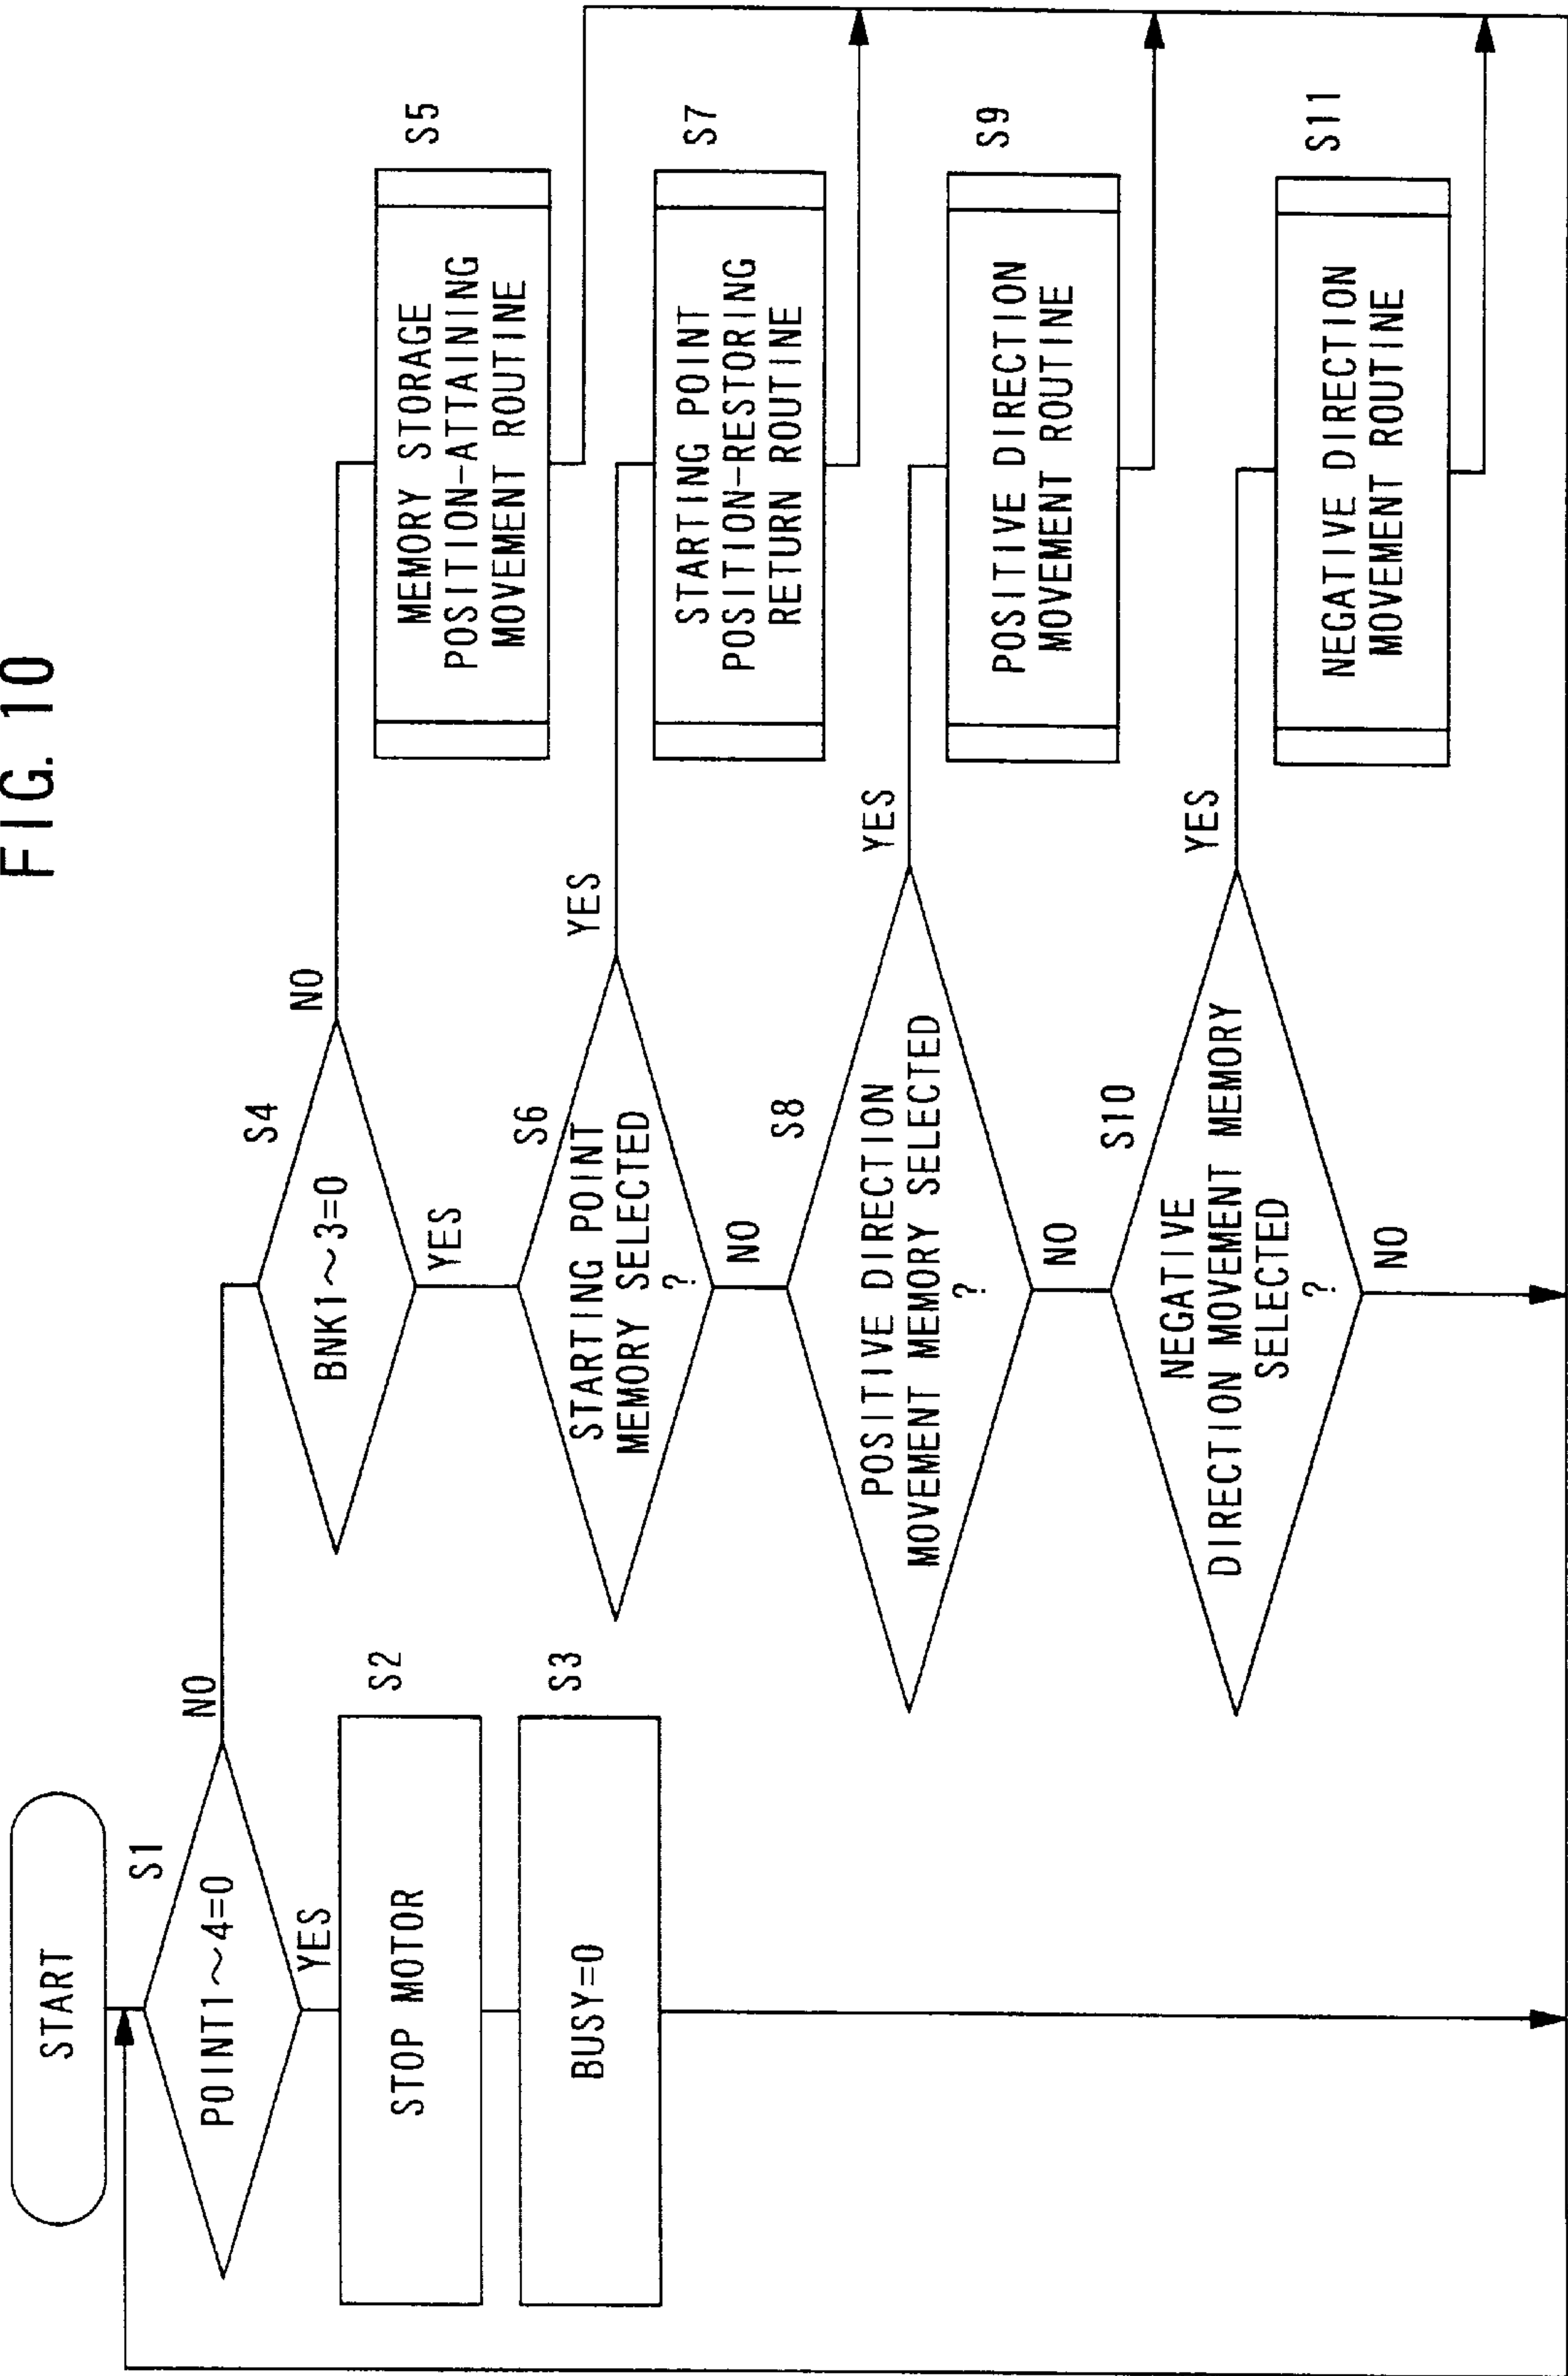 FIG. 10
START
S1
POINT1～4=0
NO
YES
S2
STOP MOTOR
S3
BUSY=0
S4
BNK1～3=0
NO
YES
S5
MEMORY STORAGE
POSITION-ATTAINING
MOVEMENT ROUTINE
S6
STARTING POINT
MEMORY SELECTED
?
YES
NO
S7
STARTING POINT
POSITION-RESTORING
RETURN ROUTINE
S8
POSITIVE DIRECTION
MOVEMENT MEMORY SELECTED
?
YES
NO
S9
POSITIVE DIRECTION
MOVEMENT ROUTINE
S10
NEGATIVE
DIRECTION MOVEMENT MEMORY
SELECTED
?
YES
NO
S11
NEGATIVE DIRECTION
MOVEMENT ROUTINE